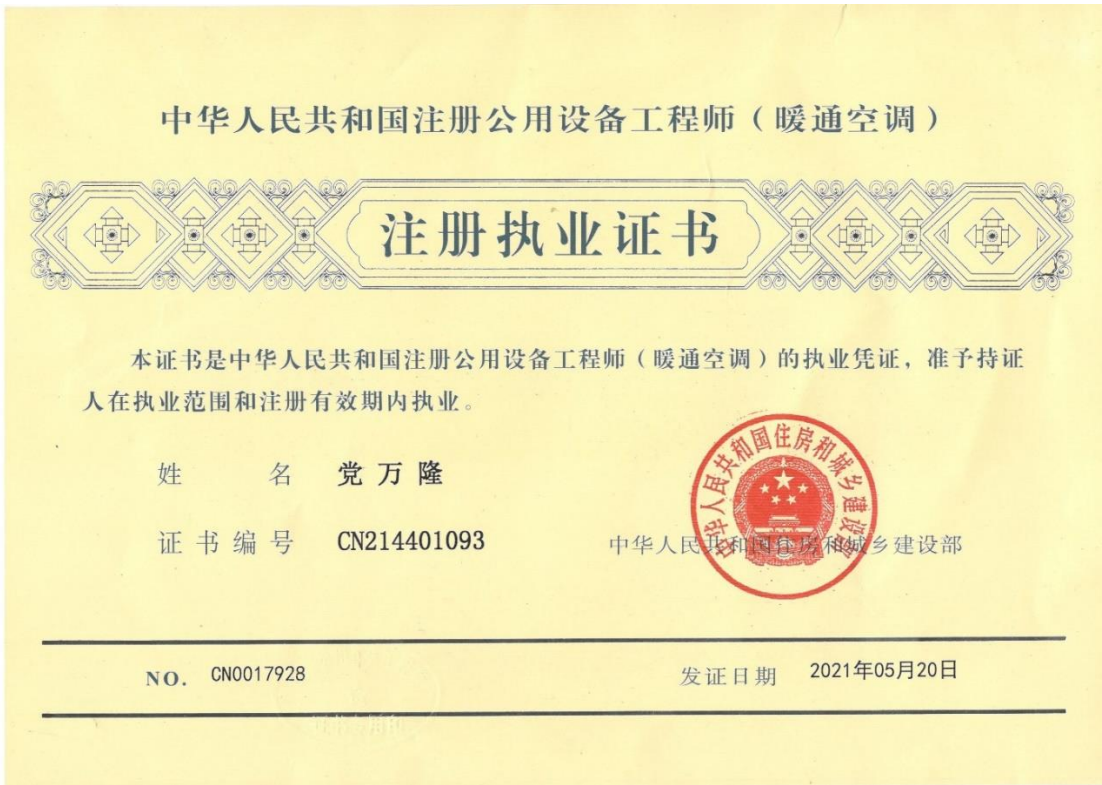 中华人民共和国注册公用设备工程师（暖通空调）
注册执业证书
本证书是中华人民共和国注册公用设备工程师（暖通空调）的执业凭证，准予持证
人在执业范围和注册有效期内执业。
姓名 党万隆
中华人民共和国住房和城乡建设部
证书编号 CN214401093
中华人民共和国住房和城乡建设部
NO. CN0017928
发证日期 2021年05月20日